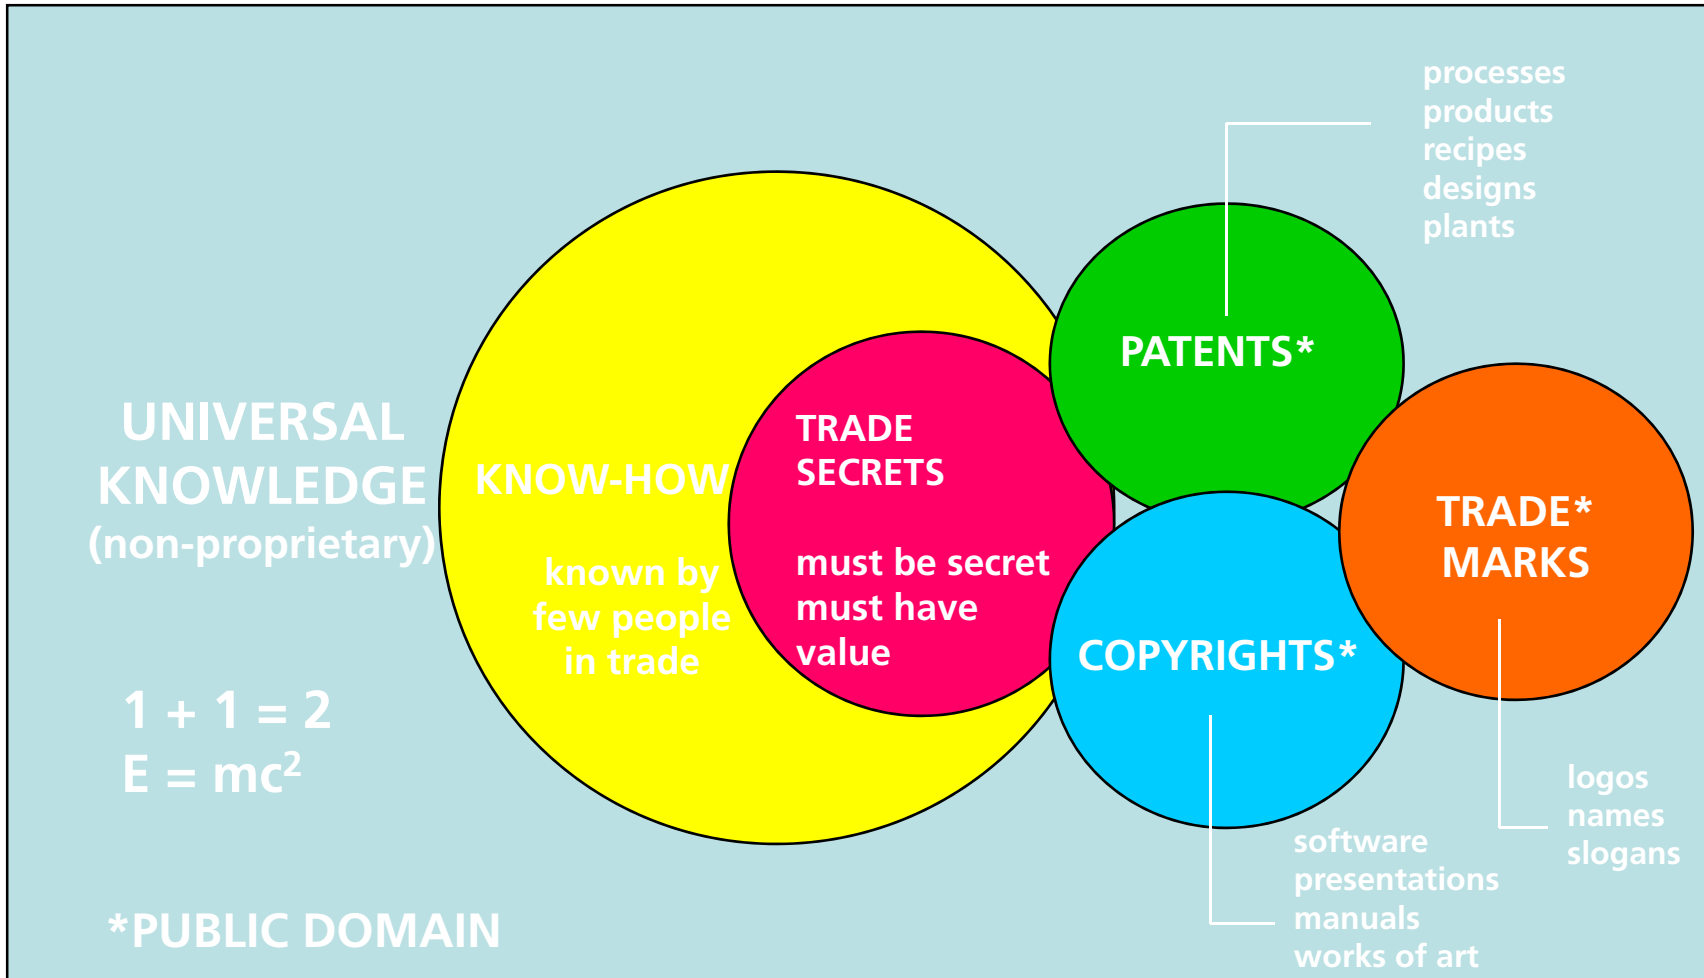 processes
products
recipes
designs
plants
PATENTS*
UNIVERSAL
KNOWLEDGE
(non-proprietary)
KNOW-HOW
known by
few people
in trade
TRADE
SECRETS
must be secret
must have
value
TRADE*
MARKS
COPYRIGHTS*
1 + 1 = 2
E = mc²
logos
names
slogans
software
presentations
manuals
works of art
*PUBLIC DOMAIN